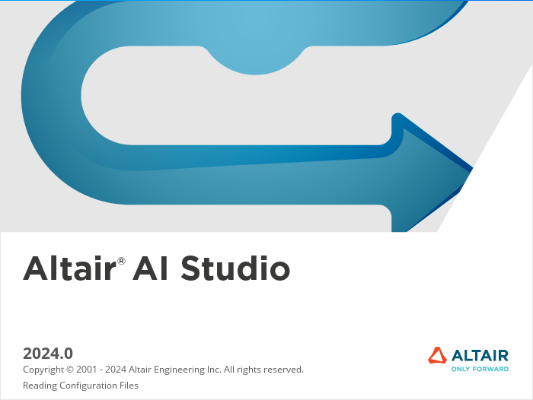 Altair® AI Studio
2024.0
Copyright © 2001 - 2024 Altair Engineering Inc. All rights reserved.
Reading Configuration Files
ALTAIR
ONLY FORWARD